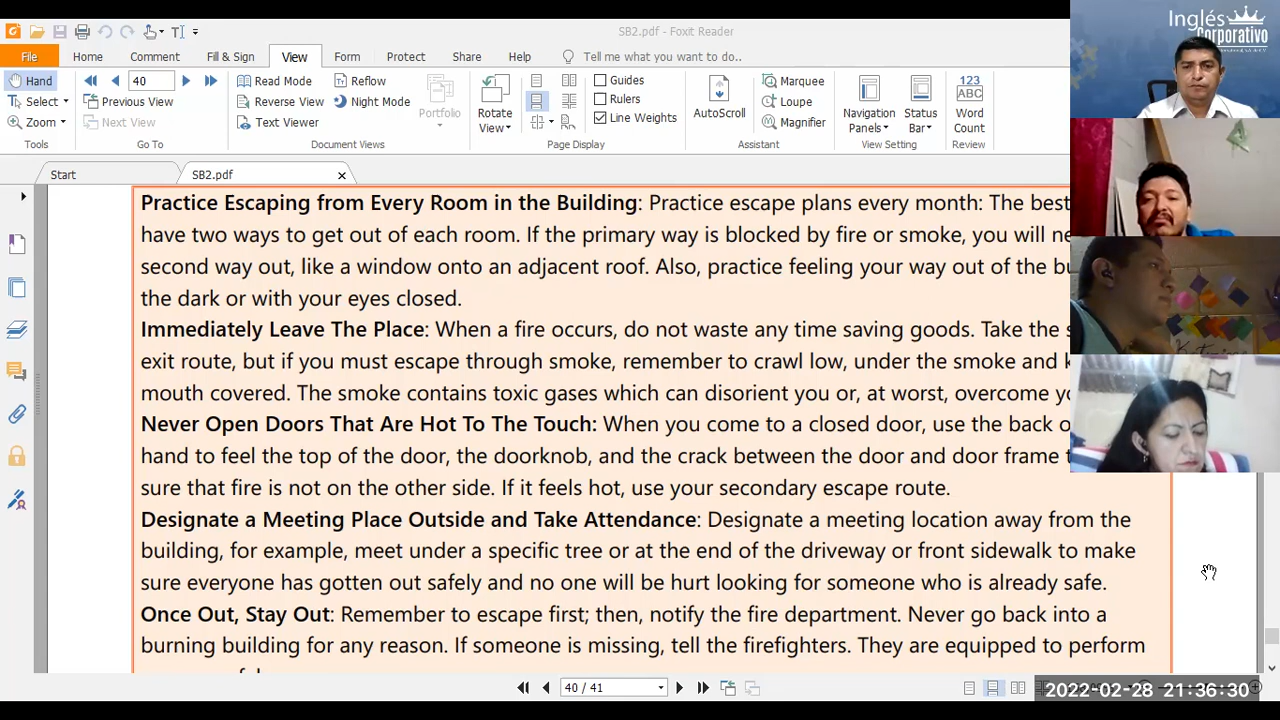 SB2.pdf - Foxit Reader
File Home Comment Fill & Sign View Form Protect Share Help Tell me what you want to do..
Hand 40 Read Mode Reflow Guides Marquee 123
Select Previous View Reverse View Night Mode Rulers Loupe ABC
Zoom Next View Text Viewer Portfolio Rotate View Line Weights AutoScroll Magnifier Navigation Panels Status Bar Word Count
Tools Go To Document Views Page Display Assistant View Setting Review
Start SB2.pdf
Inglés
Corporativo
Practice Escaping from Every Room in the Building: Practice escape plans every month: The best
have two ways to get out of each room. If the primary way is blocked by fire or smoke, you will
second way out, like a window onto an adjacent roof. Also, practice feeling your way out of the
the dark or with your eyes closed.
Immediately Leave The Place: When a fire occurs, do not waste any time saving goods. Take the
exit route, but if you must escape through smoke, remember to crawl low, under the smoke and
mouth covered. The smoke contains toxic gases which can disorient you or, at worst, overcome
Never Open Doors That Are Hot To The Touch: When you come to a closed door, use the back
hand to feel the top of the door, the doorknob, and the crack between the door and door frame
sure that fire is not on the other side. If it feels hot, use your secondary escape route.
Designate a Meeting Place Outside and Take Attendance: Designate a meeting location away from the
building, for example, meet under a specific tree or at the end of the driveway or front sidewalk to make
sure everyone has gotten out safely and no one will be hurt looking for someone who is already safe.
Once Out, Stay Out: Remember to escape first; then, notify the fire department. Never go back into a
burning building for any reason. If someone is missing, tell the firefighters. They are equipped to perform
40 / 41
2022-02-28 21:36:30